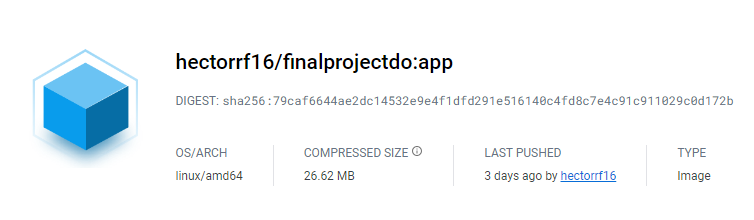 hectorrf16/finalprojectdo:app
DIGEST: sha256:79caf6644ae2dc14532e9e4f1dfd291e516140c4fd8c7e4c91c911029c0d172b
OS/ARCH COMPRESSED SIZE LAST PUSHED TYPE
linux/amd64 26.62 MB 3 days ago by hectorrf16 Image